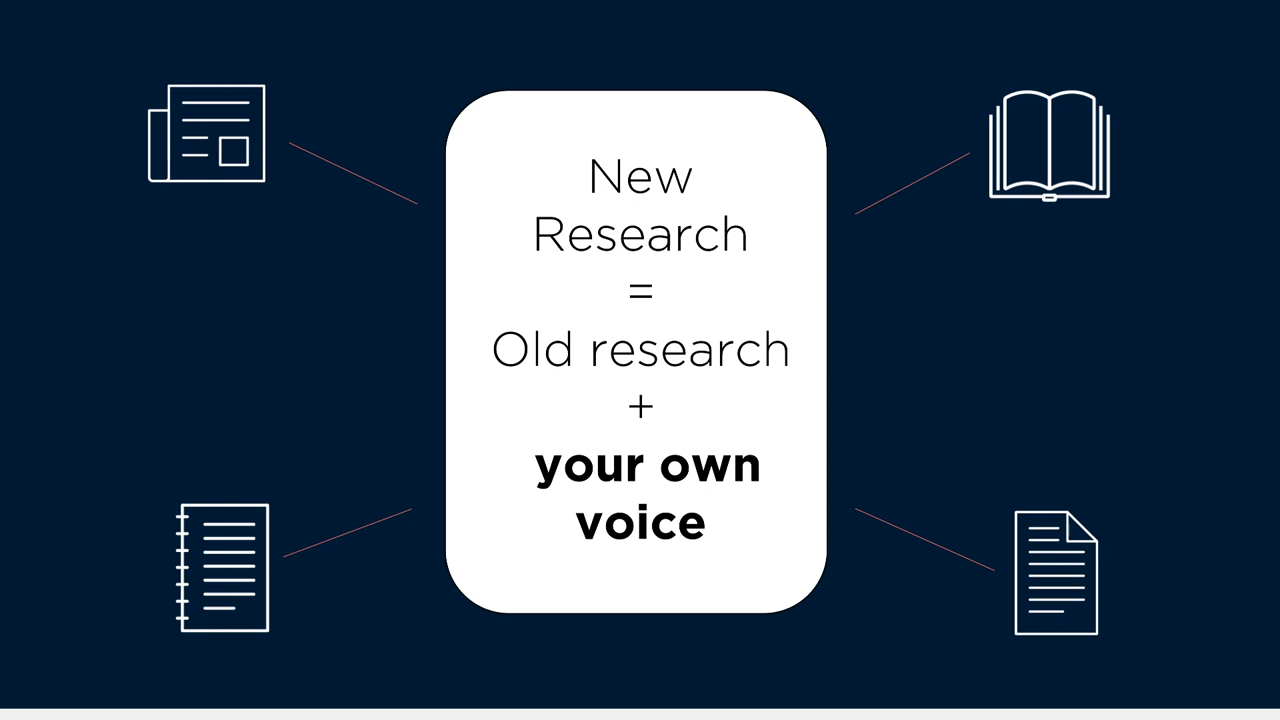 New
Research
=
Old research
+
your own
voice